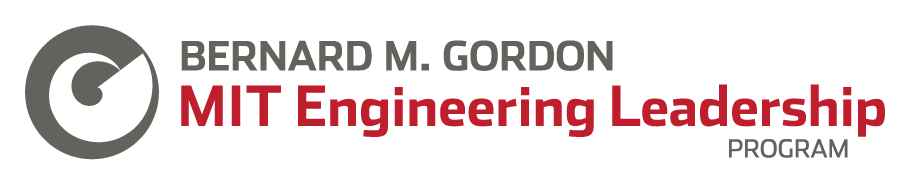 BERNARD M. GORDON
MIT Engineering Leadership
PROGRAM